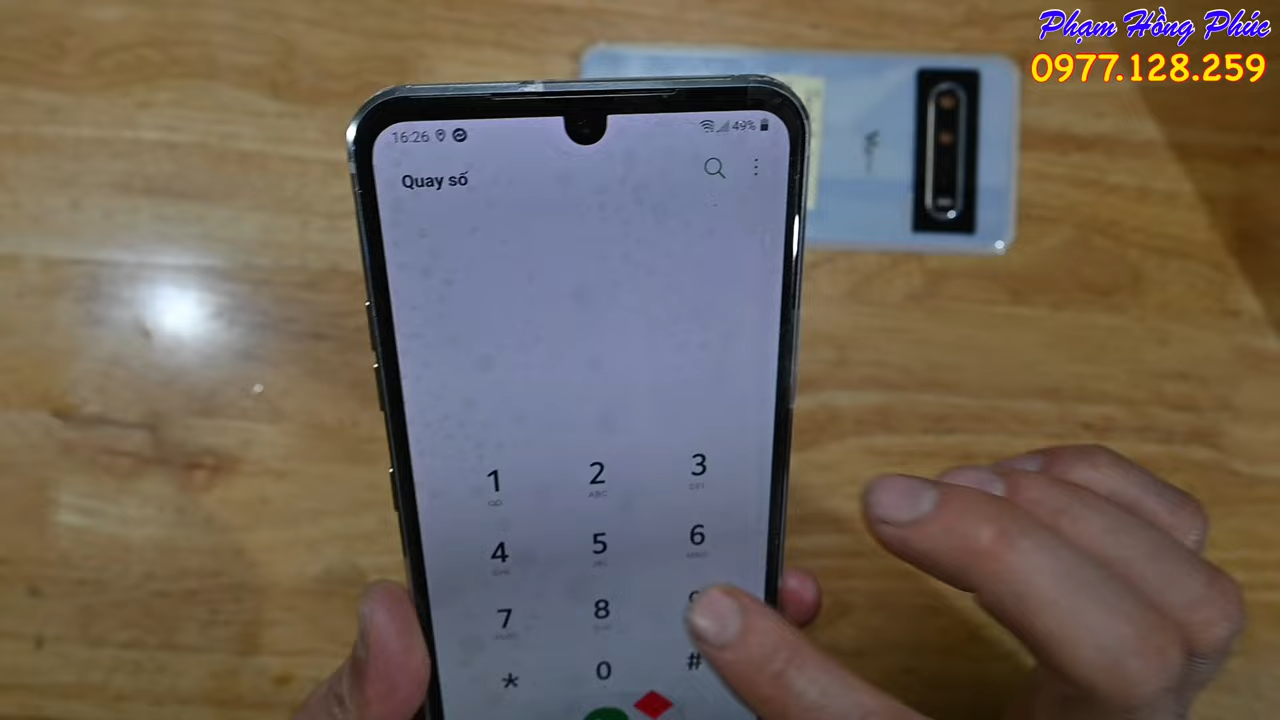 Phạm Hồng Phúc
0977.128.259
16:26
49%
Quay số
1 2 3
ABC
4 5 6
7 8
* 0 #